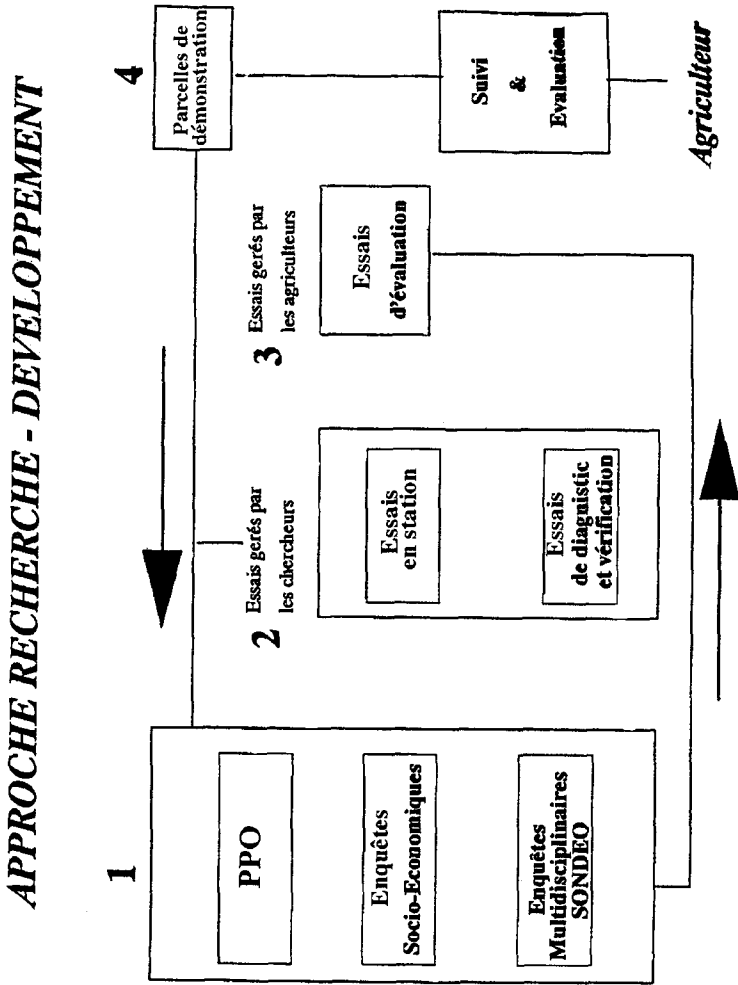 APPROCHE RECHERCHE - DEVELOPPEMENT
1
PPO
Enquêtes
Socio-Economiques
Enquêtes
Multidisciplinaires
SONDEO
2
Essais gerés par
les chercheurs
Essais
en station
Essais
de diagnistic
et vérification
3
Essais gerés par
les agriculteurs
Essais
d'évaluation
4
Parcelles de
démonstration
Suivi
&
Evaluation
Agriculteur